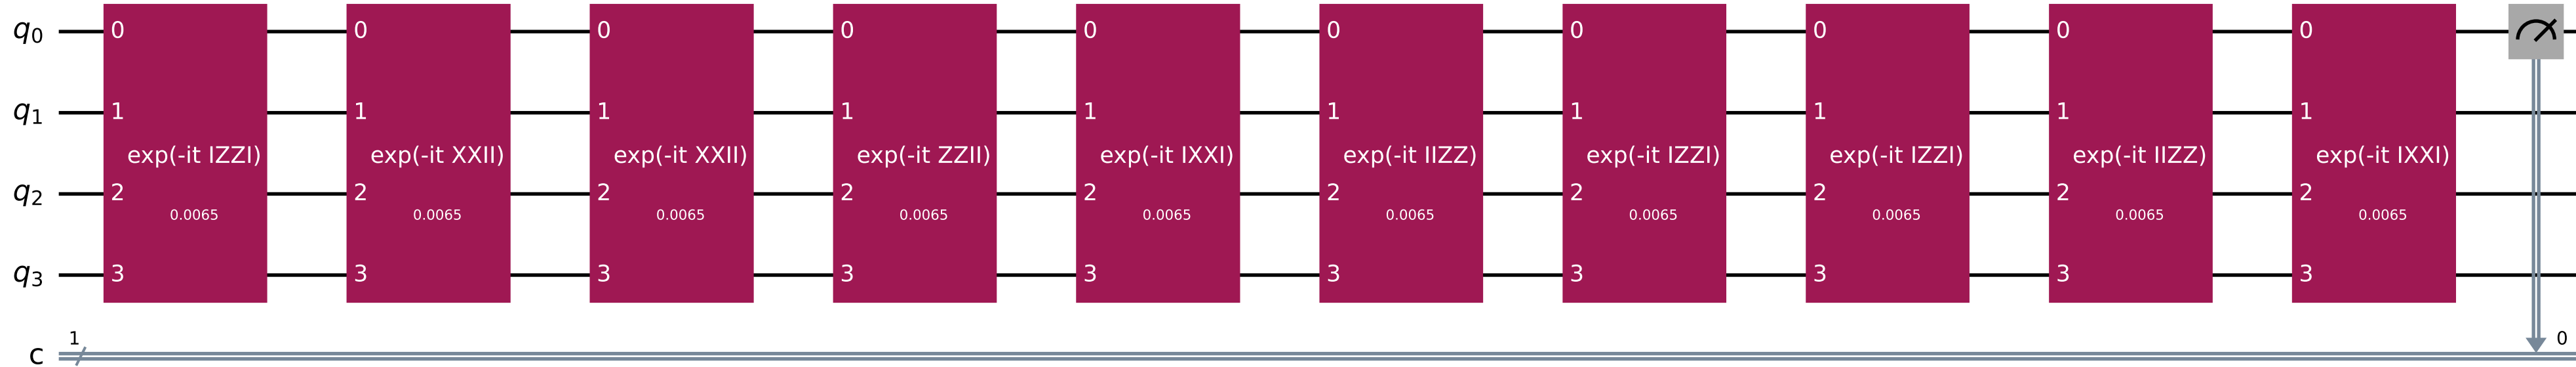 q0 0 0 0 0 0 0 0 0 0 0
q1 1 1 1 1 1 1 1 1 1 1
exp(-it IZZI) exp(-it XXII) exp(-it XXII) exp(-it ZZII) exp(-it IXXI) exp(-it IIZZ) exp(-it IZZI) exp(-it IZZI) exp(-it IIZZ) exp(-it IXXI)
q2 2 2 2 2 2 2 2 2 2 2
0.0065 0.0065 0.0065 0.0065 0.0065 0.0065 0.0065 0.0065 0.0065 0.0065
q3 3 3 3 3 3 3 3 3 3 3
1 0
c